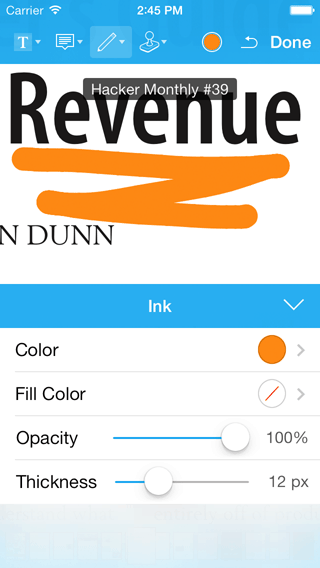 Carrier 2:45 PM
T Done
Hacker Monthly #39
Revenue
N DUNN
Ink
Color
Fill Color
Opacity 100%
Thickness 12 px